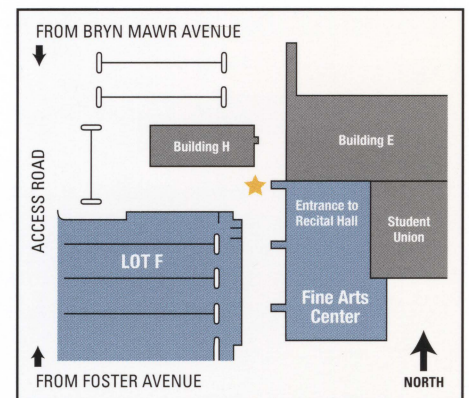 FROM BRYN MAWR AVENUE
Building H
Building E
ACCESS ROAD
Entrance to
Recital Hall
Student
Union
LOT F
Fine Arts
Center
FROM FOSTER AVENUE
NORTH